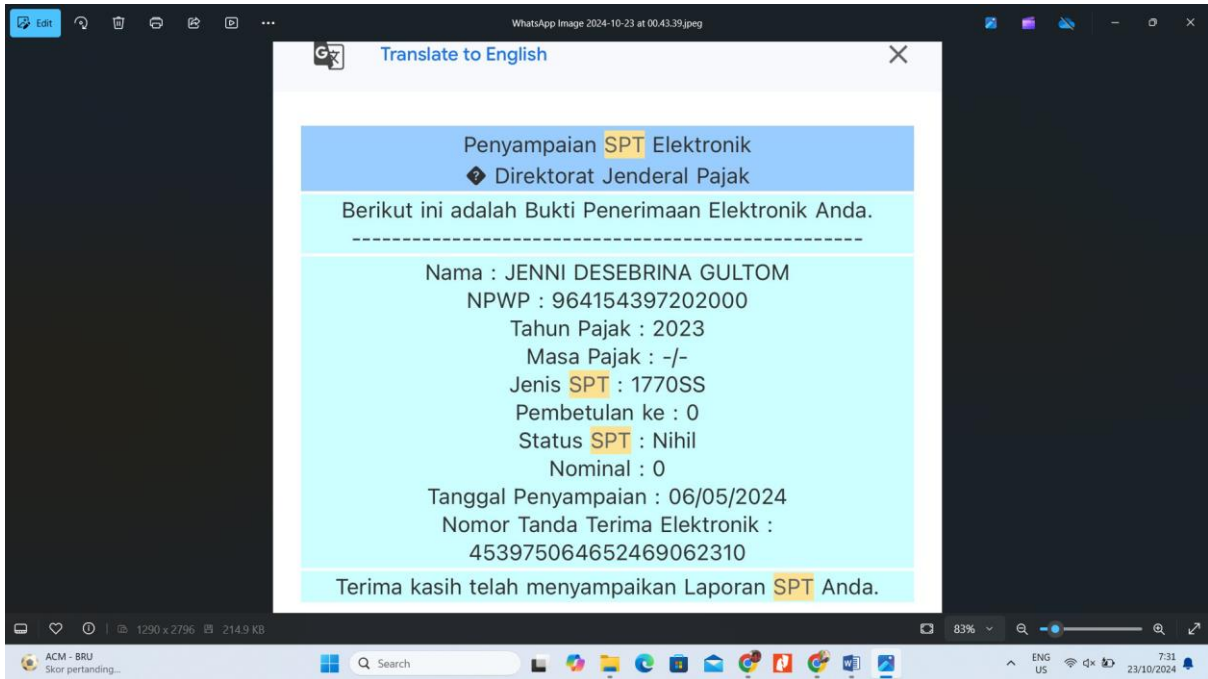 Edit
WhatsApp Image 2024-10-23 at 00.43.39.jpeg
Translate to English
Penyampaian SPT Elektronik
Direktorat Jenderal Pajak
Berikut ini adalah Bukti Penerimaan Elektronik Anda.
---------------------------------------------------
Nama : JENNI DESEBRINA GULTOM
NPWP : 964154397202000
Tahun Pajak : 2023
Masa Pajak : -/-
Jenis SPT : 1770SS
Pembetulan ke : 0
Status SPT : Nihil
Nominal : 0
Tanggal Penyampaian : 06/05/2024
Nomor Tanda Terima Elektronik :
453975064652469062310
Terima kasih telah menyampaikan Laporan SPT Anda.
1290 x 2796 214.9 KB
83%
ACM - BRU
Skor pertanding...
Search
ENG
US
7:31
23/10/2024